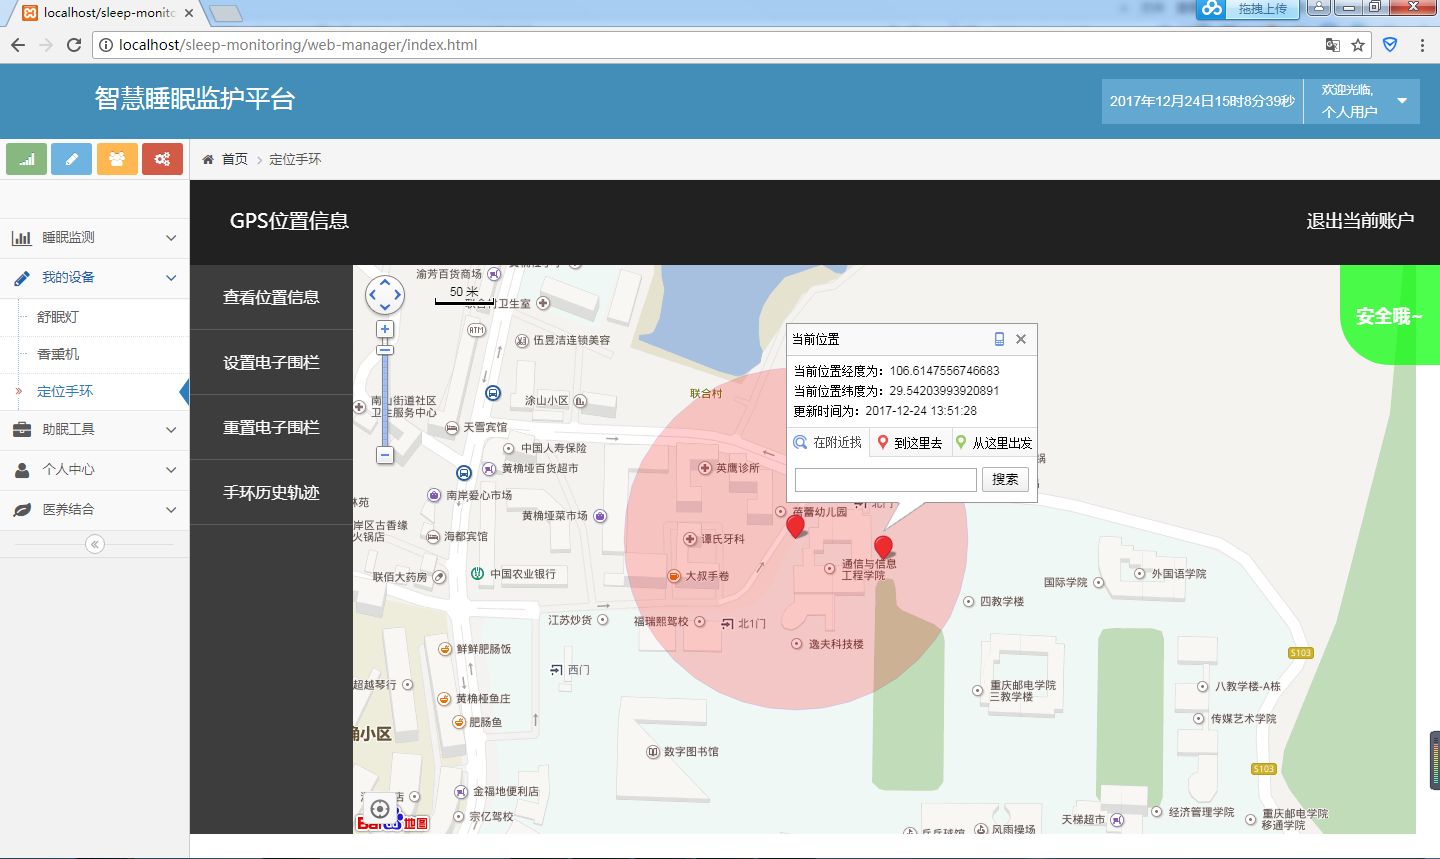 localhost/sleep-monito
拖拽上传
localhost/sleep-monitoring/web-manager/index.html
智慧睡眠监护平台
2017年12月24日15时8分39秒
欢迎光临,
个人用户
首页
定位手环
GPS位置信息
退出当前账户
睡眠监测
我的设备
舒眠灯
香熏机
定位手环
助眠工具
个人中心
医养结合
查看位置信息
设置电子围栏
重置电子围栏
手环历史轨迹
安全哦~
50 米
当前位置
当前位置经度为：106.6147556746683
当前位置纬度为：29.54203993920891
更新时间为：2017-12-24 13:51:28
在附近找
到这里去
从这里出发
搜索
渝芳百货商场
联合村卫生室
ATM
伍昱洁连锁美容
联合村
南山街道社区
卫生服务中心
涂山小区
天雪宾馆
中国人寿保险
黄桷垭百货超市
英鹰诊所
南岸爱心市场
黄桷垭菜市场
蓓蕾幼儿园
北门
林苑
岸区古香缘
火锅店
海都宾馆
谭氏牙科
通信与信息
工程学院
联佰大药房
中国农业银行
大叔手卷
国际学院
外国语学院
四教学楼
江苏炒货
福瑞熙驾校
北1门
逸夫科技楼
鲜鲜肥肠饭
西门
S103
超越琴行
黄桷桠鱼庄
重庆邮电学院
三教学楼
八教学楼-A栋
肥肠鱼
传媒艺术学院
涌小区
数字图书馆
S103
金福地便利店
宗亿驾校
Bai 地图
乒乓球馆
风雨操场
天梯超市
经济管理学院
重庆邮电学院
移通学院